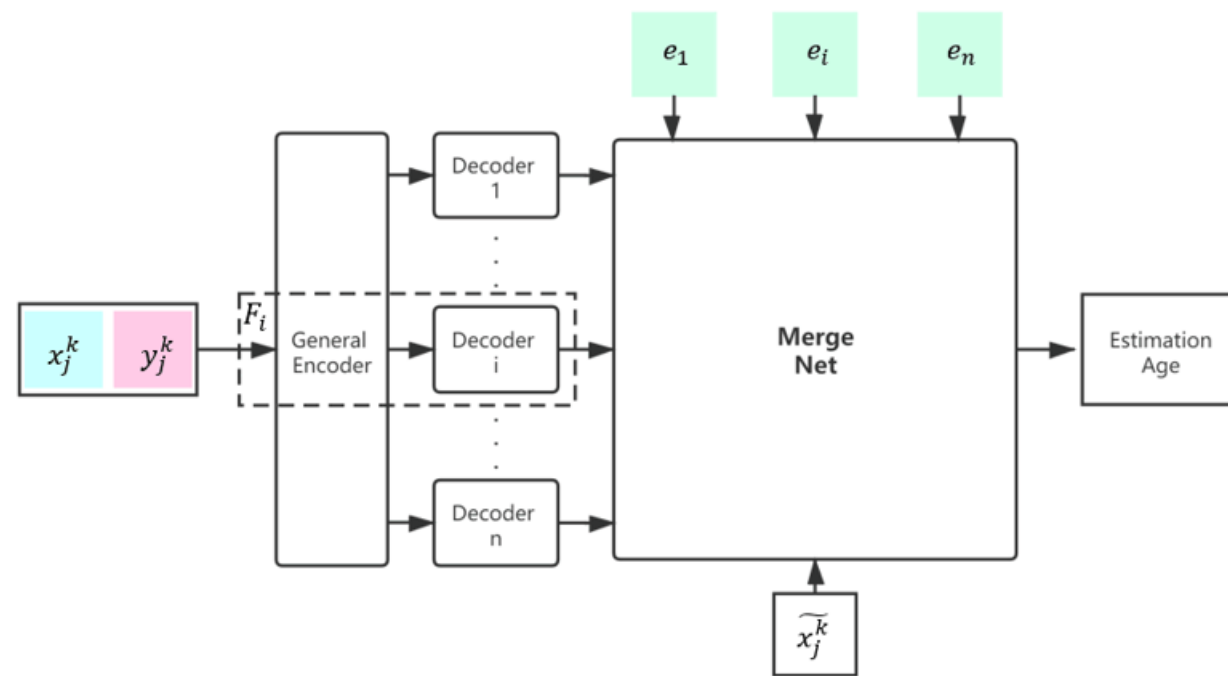 e₁
eᵢ
eₙ
Decoder
1
Fᵢ
xⱼᵏ yⱼᵏ
General
Encoder
Decoder
i
Merge
Net
Estimation
Age
Decoder
n
x̃ⱼᵏ